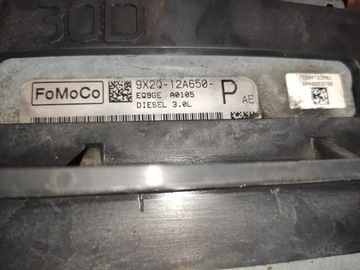 30D
FoMoCo
9X2Q-12A650-
EQ9GE A0105
DIESEL 3.0L
P
AE